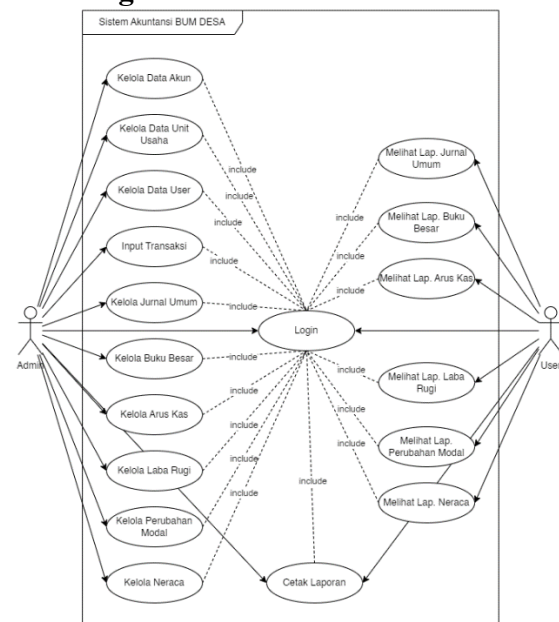 Sistem Akuntansi BUM DESA
Kelola Data Akun
Kelola Data Unit
Usaha
Kelola Data User
Input Transaksi
Kelola Jurnal Umum
Kelola Buku Besar
Kelola Arus Kas
Kelola Laba Rugi
Kelola Perubahan
Modal
Kelola Neraca
Admin
include
include
include
include
include
include
include
include
include
include
Login
include
include
include
include
include
include
include
Cetak Laporan
Melihat Lap. Jurnal
Umum
Melihat Lap. Buku
Besar
Melihat Lap. Arus Kas
Melihat Lap. Laba
Rugi
Melihat Lap.
Perubahan Modal
Melihat Lap. Neraca
User